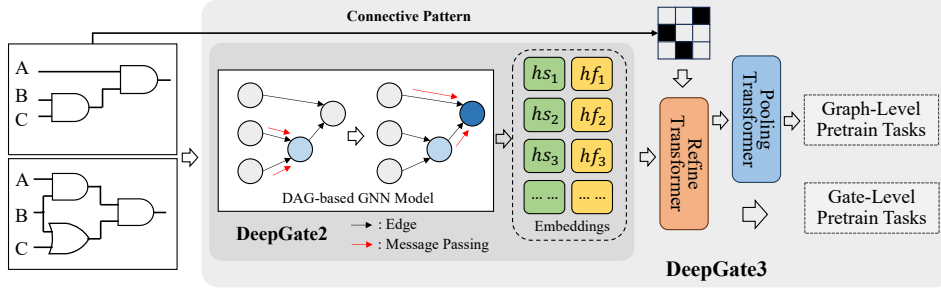 Connective Pattern
A
B
C
A
B
C
DAG-based GNN Model
DeepGate2
: Edge
: Message Passing
hs1 hf1
hs2 hf2
hs3 hf3
... ... ... ...
Embeddings
Refine
Transformer
Pooling
Transformer
Graph-Level
Pretrain Tasks
Gate-Level
Pretrain Tasks
DeepGate3